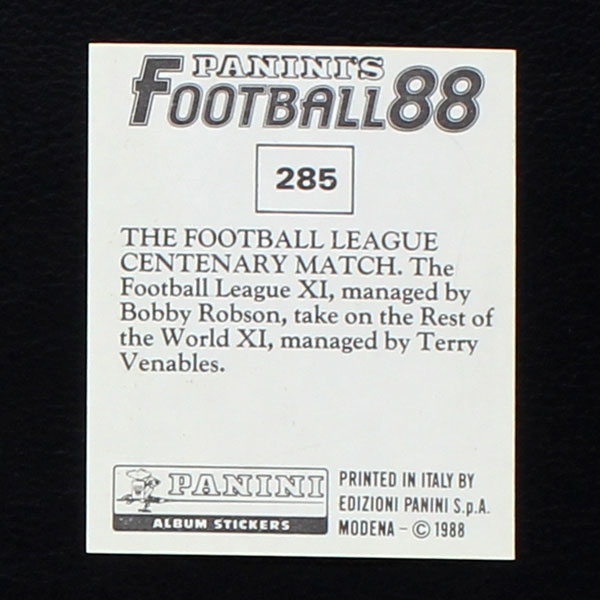 PANINI'S
FOOTBALL 88
285
THE FOOTBALL LEAGUE
CENTENARY MATCH. The
Football League XI, managed by
Bobby Robson, take on the Rest of
the World XI, managed by Terry
Venables.
PANINI
ALBUM STICKERS
PRINTED IN ITALY BY
EDIZIONI PANINI S.p.A.
MODENA - © 1988